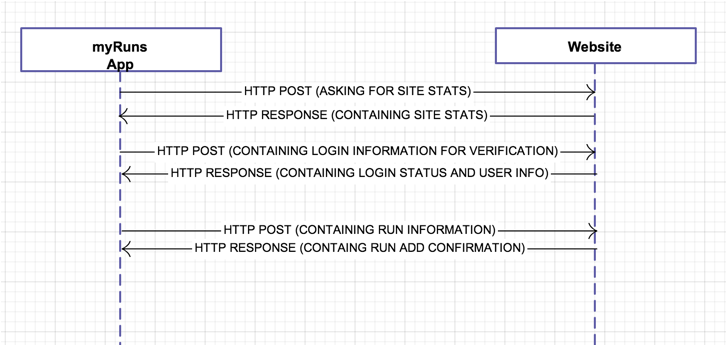 myRuns
App
Website
HTTP POST (ASKING FOR SITE STATS)
HTTP RESPONSE (CONTAINING SITE STATS)
HTTP POST (CONTAINING LOGIN INFORMATION FOR VERIFICATION)
HTTP RESPONSE (CONTAINING LOGIN STATUS AND USER INFO)
HTTP POST (CONTAINING RUN INFORMATION)
HTTP RESPONSE (CONTAING RUN ADD CONFIRMATION)